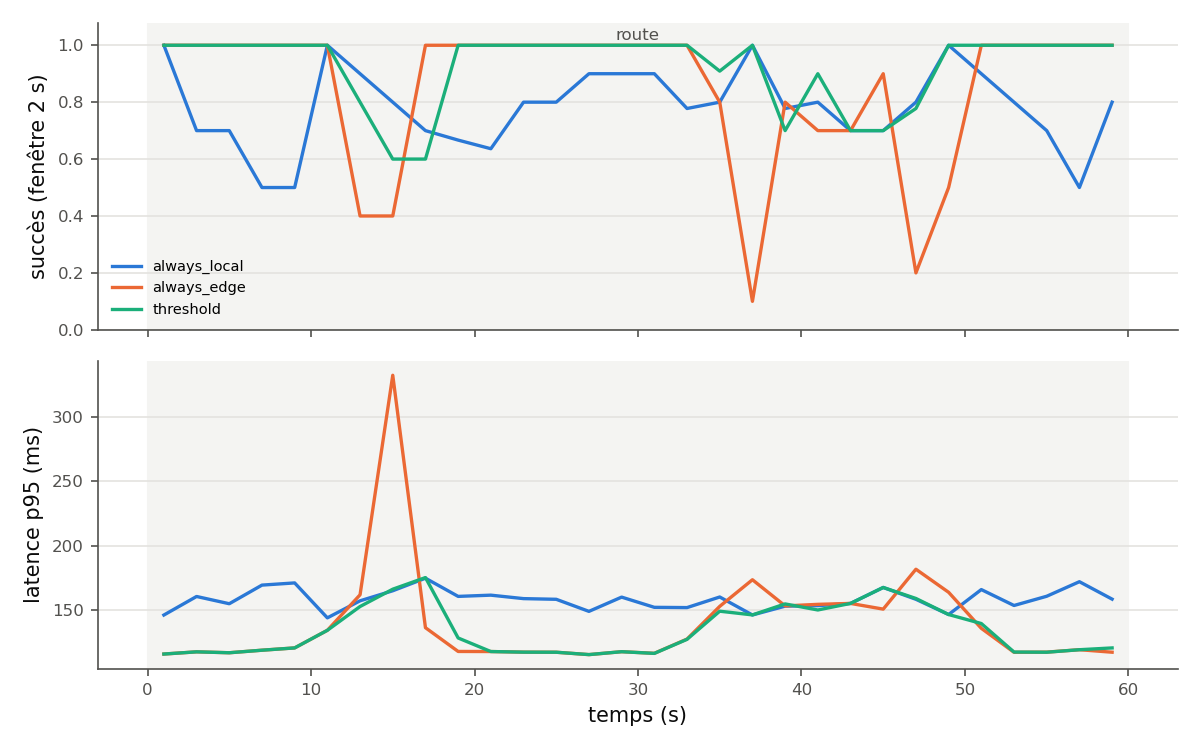 route
succès (fenêtre 2 s)
1.0
0.8
0.6
0.4
0.2
0.0
always_local
always_edge
threshold
latence p95 (ms)
300
250
200
150
0 10 20 30 40 50 60
temps (s)